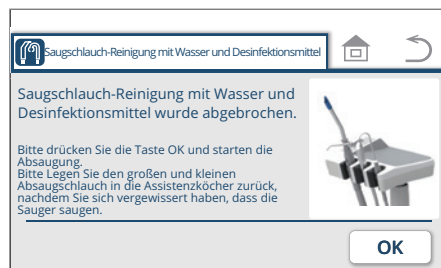 Saugschlauch-Reinigung mit Wasser und Desinfektionsmittel
Saugschlauch-Reinigung mit Wasser und
Desinfektionsmittel wurde abgebrochen.
Bitte drücken Sie die Taste OK und starten die
Absaugung.
Bitte Legen Sie den großen und kleinen
Absaugschlauch in die Assistenzköcher zurück,
nachdem Sie sich vergewissert haben, dass die
Sauger saugen.
OK